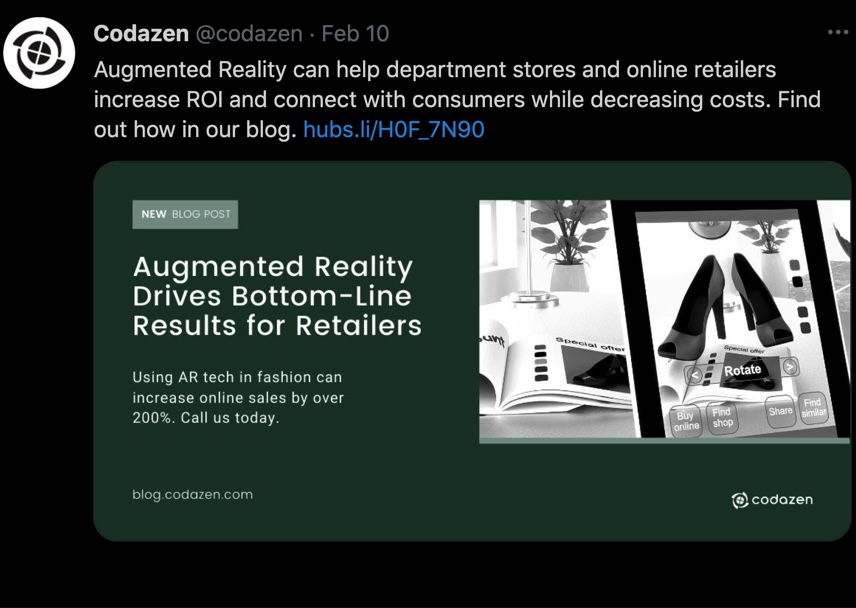 Codazen @codazen · Feb 10
Augmented Reality can help department stores and online retailers
increase ROI and connect with consumers while decreasing costs. Find
out how in our blog. hubs.li/H0F_7N90
NEW BLOG POST
Augmented Reality
Drives Bottom-Line
Results for Retailers
Using AR tech in fashion can
increase online sales by over
200%. Call us today.
blog.codazen.com
Special offer
Special offer
< Rotate >
Buy
online
Find
shop
Share
Find
similar
codazen